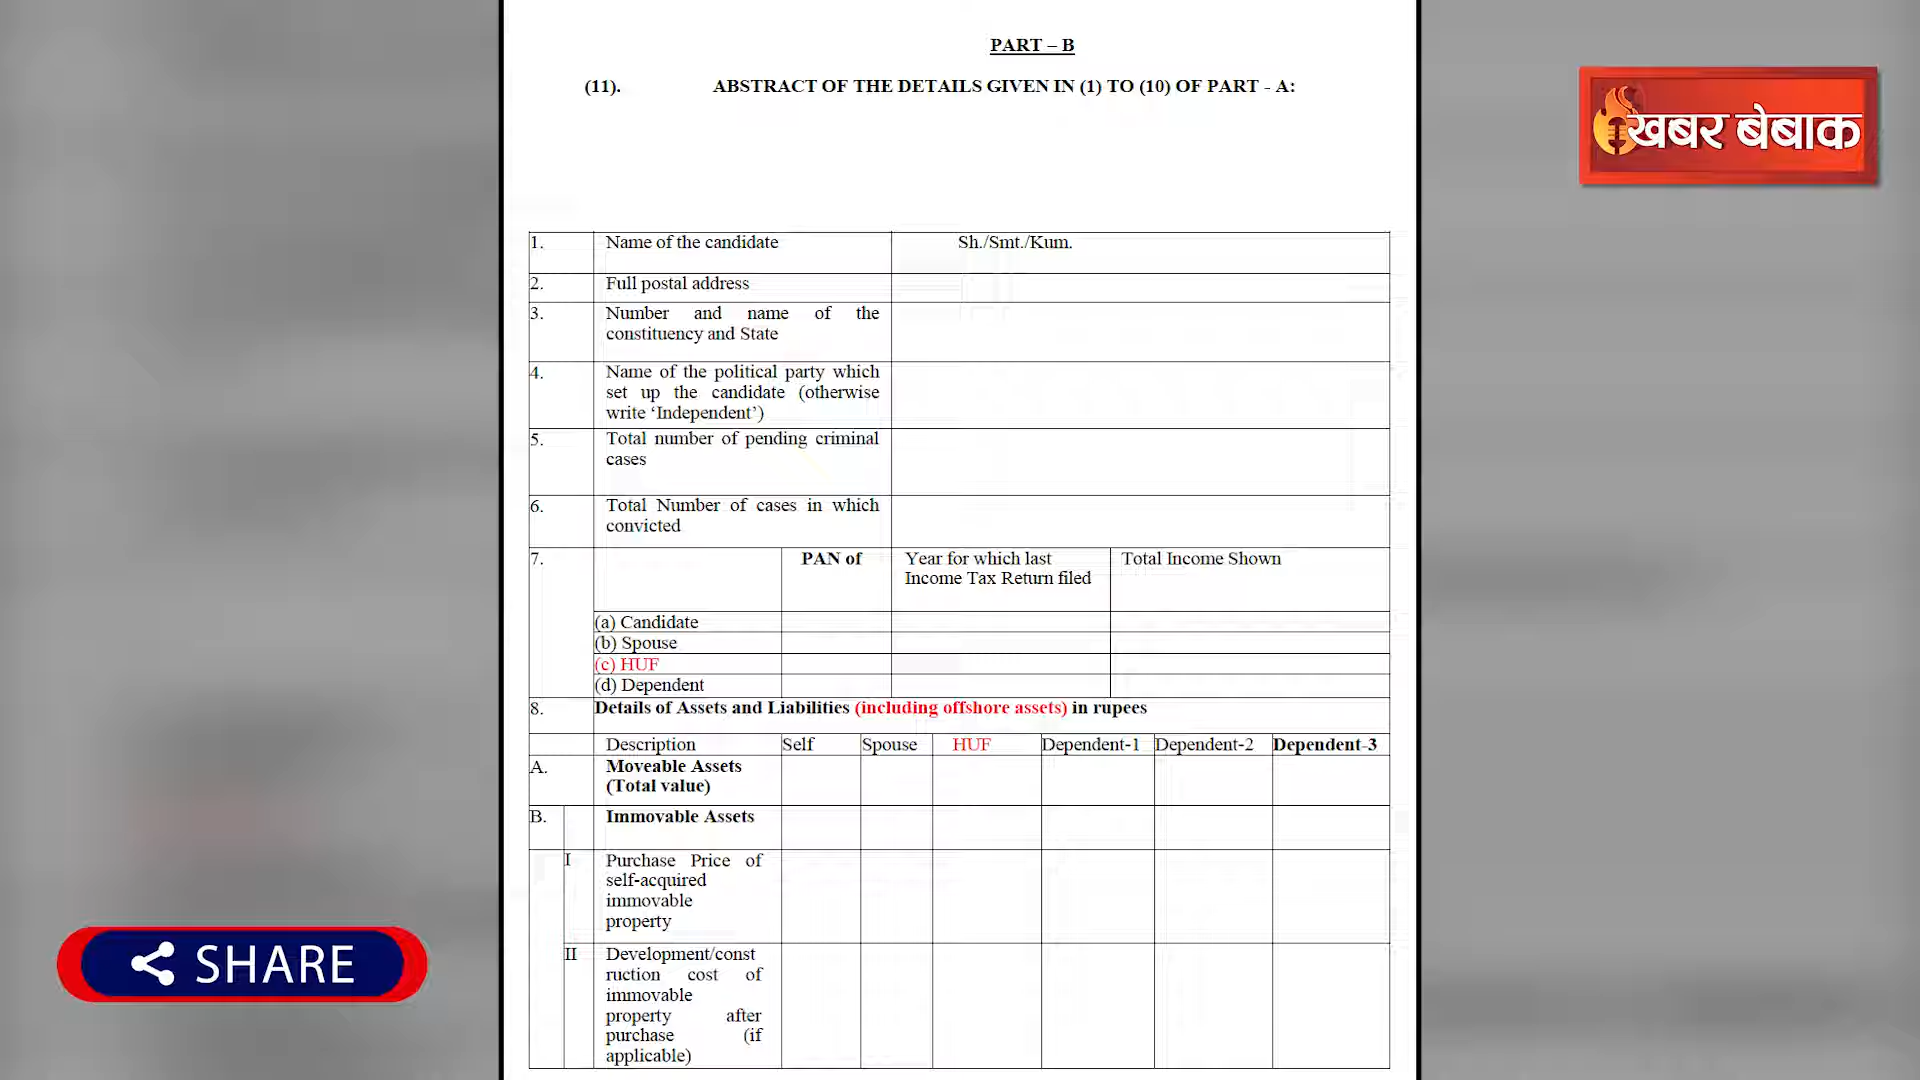 PART – B
(11). ABSTRACT OF THE DETAILS GIVEN IN (1) TO (10) OF PART - A:
खबर बेबाक
1. Name of the candidate Sh./Smt./Kum.
2. Full postal address
3. Number and name of the
constituency and State
4. Name of the political party which
set up the candidate (otherwise
write ‘Independent’)
5. Total number of pending criminal
cases
6. Total Number of cases in which
convicted
7. PAN of Year for which last Total Income Shown
Income Tax Return filed
(a) Candidate
(b) Spouse
(c) HUF
(d) Dependent
8. Details of Assets and Liabilities (including offshore assets) in rupees
Description Self Spouse HUF Dependent-1 Dependent-2 Dependent-3
A. Moveable Assets
(Total value)
B. Immovable Assets
I Purchase Price of
self-acquired
immovable
property
II Development/const
ruction cost of
immovable
property after
purchase (if
applicable)
SHARE